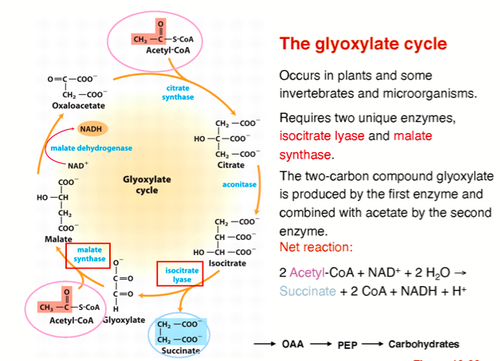 The glyoxylate cycle
Occurs in plants and some
invertebrates and microorganisms.
Requires two unique enzymes,
isocitrate lyase and malate
synthase.
The two-carbon compound glyoxylate
is produced by the first enzyme and
combined with acetate by the second
enzyme.
Net reaction:
2 Acetyl-CoA + NAD⁺ + 2 H₂O →
Succinate + 2 CoA + NADH + H⁺
→ OAA → PEP → Carbohydrates
O
CH₃—C—S-CoA
Acetyl-CoA
citrate
synthase
O=C—COO⁻
CH₂—COO⁻
Oxaloacetate
NADH
malate dehydrogenase
NAD⁺
CH₂—COO⁻
HO—C—COO⁻
CH₂—COO⁻
Citrate
aconitase
Glyoxylate
cycle
COO⁻
HO—CH
CH₂
COO⁻
Malate
malate
synthase
CH₂—COO⁻
CH—COO⁻
HO—CH—COO⁻
Isocitrate
isocitrate
lyase
O⁻
C=O
C=O
H
Glyoxylate
O
CH₃—C—S-CoA
Acetyl-CoA
CH₂—COO⁻
CH₂—COO⁻
Succinate